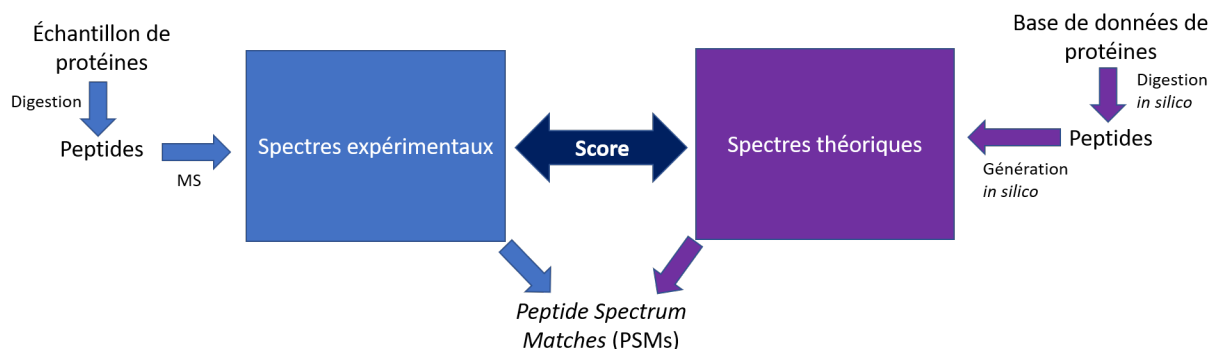 Échantillon de
protéines
Digestion
Peptides
MS
Spectres expérimentaux
Score
Spectres théoriques
Base de données de
protéines
Digestion
in silico
Peptides
Génération
in silico
Peptide Spectrum
Matches (PSMs)